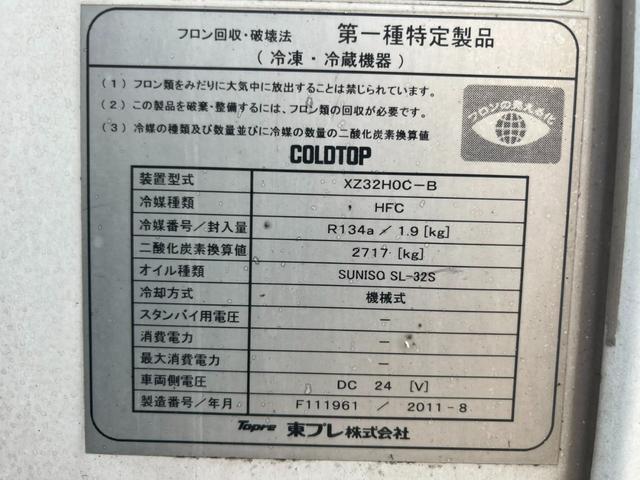 フロン回収・破壊法 第一種特定製品
(冷凍・冷蔵機器)
(1) フロン類をみだりに大気中に放出することは禁じられています。
(2) この製品を廃棄・整備するには、フロン類の回収が必要です。
(3) 冷媒の種類及び数量並びに冷媒の数量の二酸化炭素換算値
フロンの見える化
COLDTOP
装置型式 XZ32H0C-B
冷媒種類 HFC
冷媒番号/封入量 R134a / 1.9 [kg]
二酸化炭素換算値 2717 [kg]
オイル種類 SUNISO SL-32S
冷却方式 機械式
スタンバイ用電圧 —
消費電力 —
最大消費電力 —
車両側電圧 DC 24 [V]
製造番号/年月 F111961 / 2011-8
Topre 東プレ株式会社